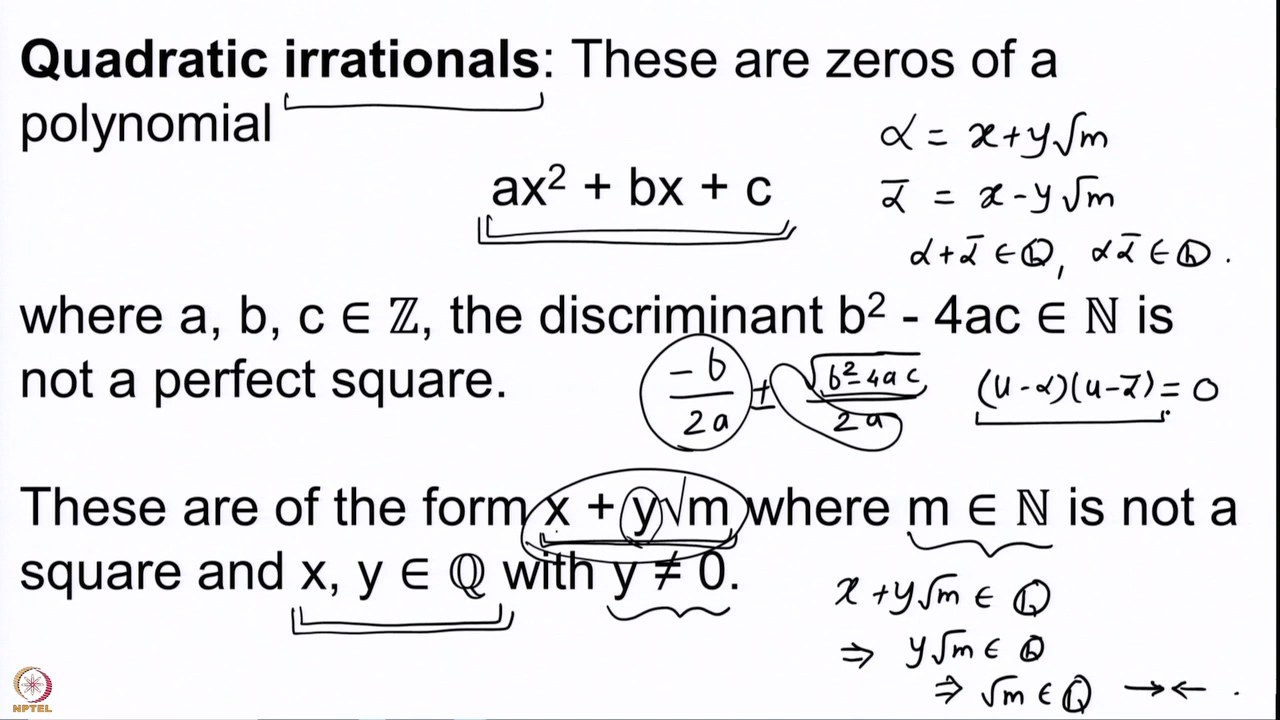 Quadratic irrationals: These are zeros of a
polynomial
α = x + y√m
ax² + bx + c
ᾱ = x - y√m
α + ᾱ ∈ ℚ, αᾱ ∈ ℚ.
where a, b, c ∈ ℤ, the discriminant b² - 4ac ∈ ℕ is
not a perfect square.
-b/2a ± √(b²-4ac)/2a
(u-α)(u-ᾱ) = 0
These are of the form x + y√m where m ∈ ℕ is not a
square and x, y ∈ ℚ with y ≠ 0.
x + y√m ∈ ℚ
⇒ y√m ∈ ℚ
⇒ √m ∈ ℚ →← .
NPTEL